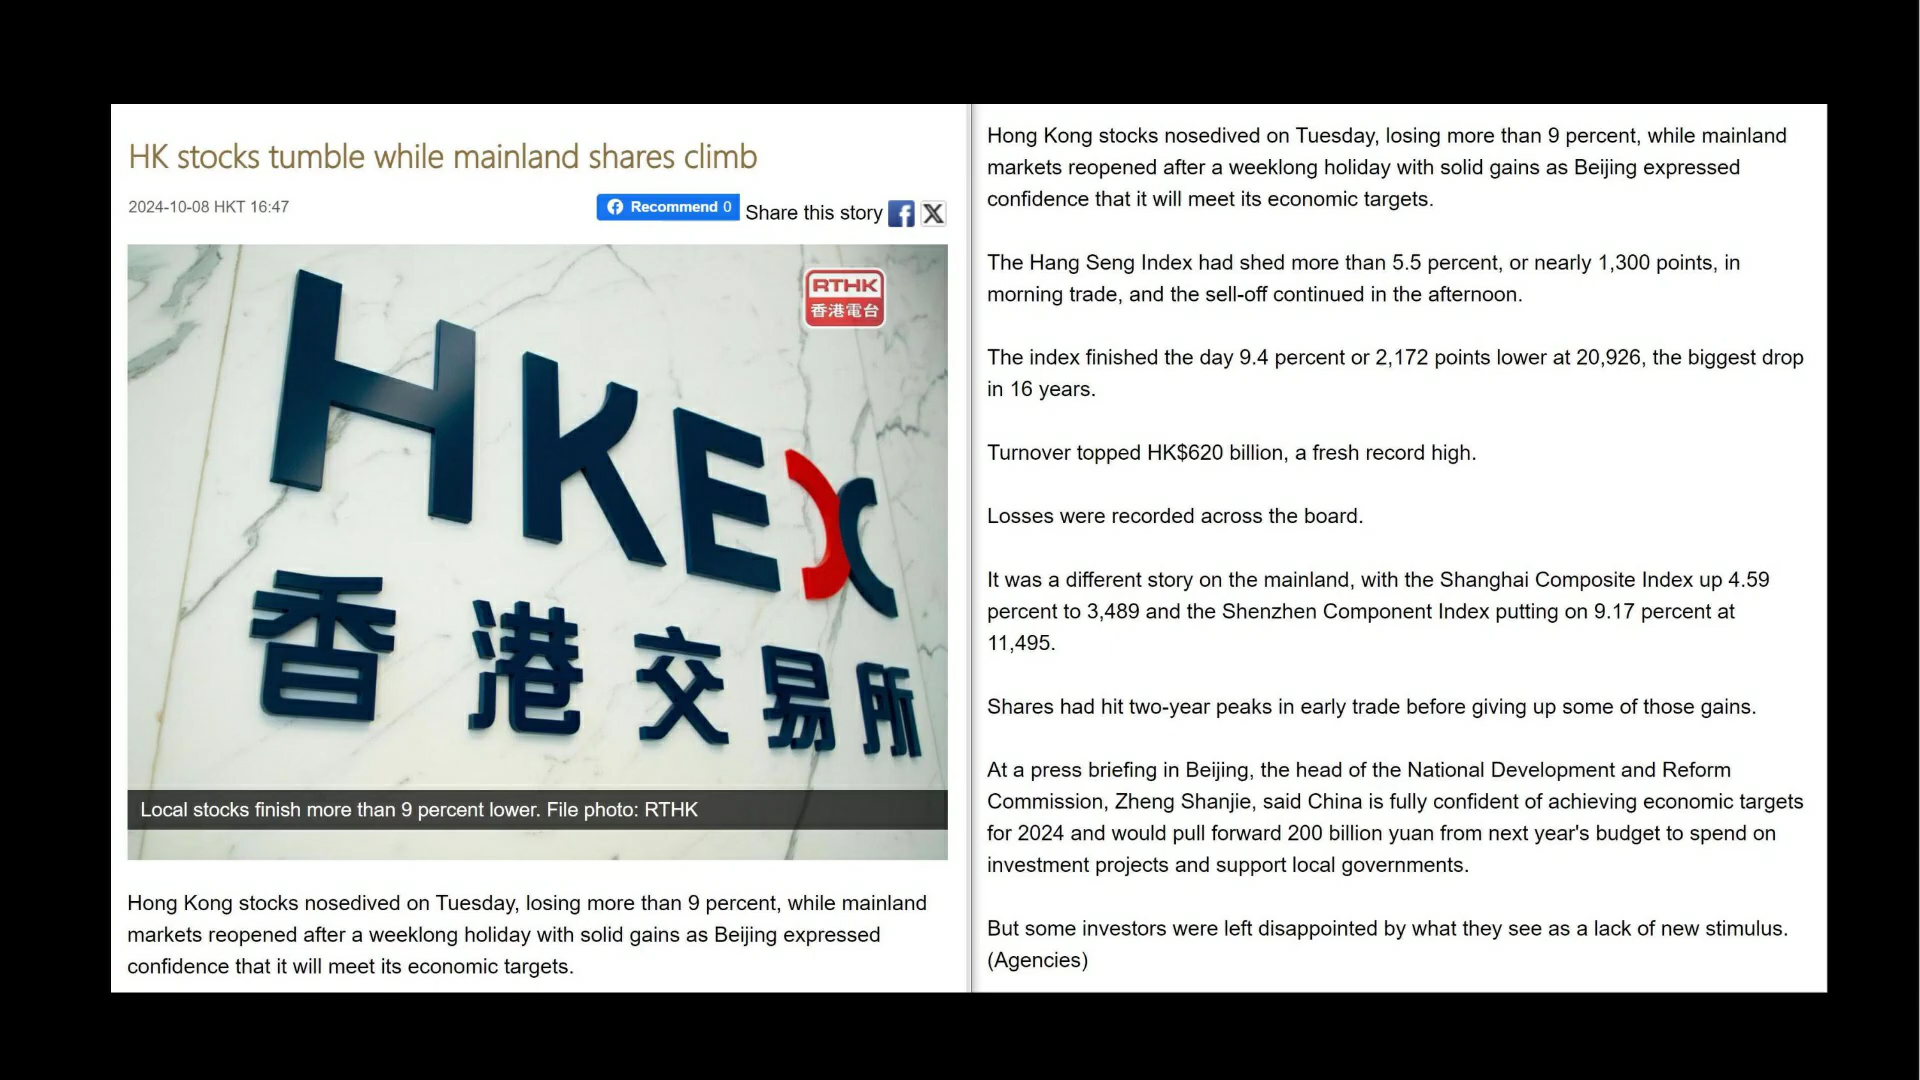 HK stocks tumble while mainland shares climb
2024-10-08 HKT 16:47
Recommend 0
Share this story
RTHK
香港電台
HKEX
香港交易所
Local stocks finish more than 9 percent lower. File photo: RTHK
Hong Kong stocks nosedived on Tuesday, losing more than 9 percent, while mainland
markets reopened after a weeklong holiday with solid gains as Beijing expressed
confidence that it will meet its economic targets.
Hong Kong stocks nosedived on Tuesday, losing more than 9 percent, while mainland
markets reopened after a weeklong holiday with solid gains as Beijing expressed
confidence that it will meet its economic targets.
The Hang Seng Index had shed more than 5.5 percent, or nearly 1,300 points, in
morning trade, and the sell-off continued in the afternoon.
The index finished the day 9.4 percent or 2,172 points lower at 20,926, the biggest drop
in 16 years.
Turnover topped HK$620 billion, a fresh record high.
Losses were recorded across the board.
It was a different story on the mainland, with the Shanghai Composite Index up 4.59
percent to 3,489 and the Shenzhen Component Index putting on 9.17 percent at
11,495.
Shares had hit two-year peaks in early trade before giving up some of those gains.
At a press briefing in Beijing, the head of the National Development and Reform
Commission, Zheng Shanjie, said China is fully confident of achieving economic targets
for 2024 and would pull forward 200 billion yuan from next year's budget to spend on
investment projects and support local governments.
But some investors were left disappointed by what they see as a lack of new stimulus.
(Agencies)